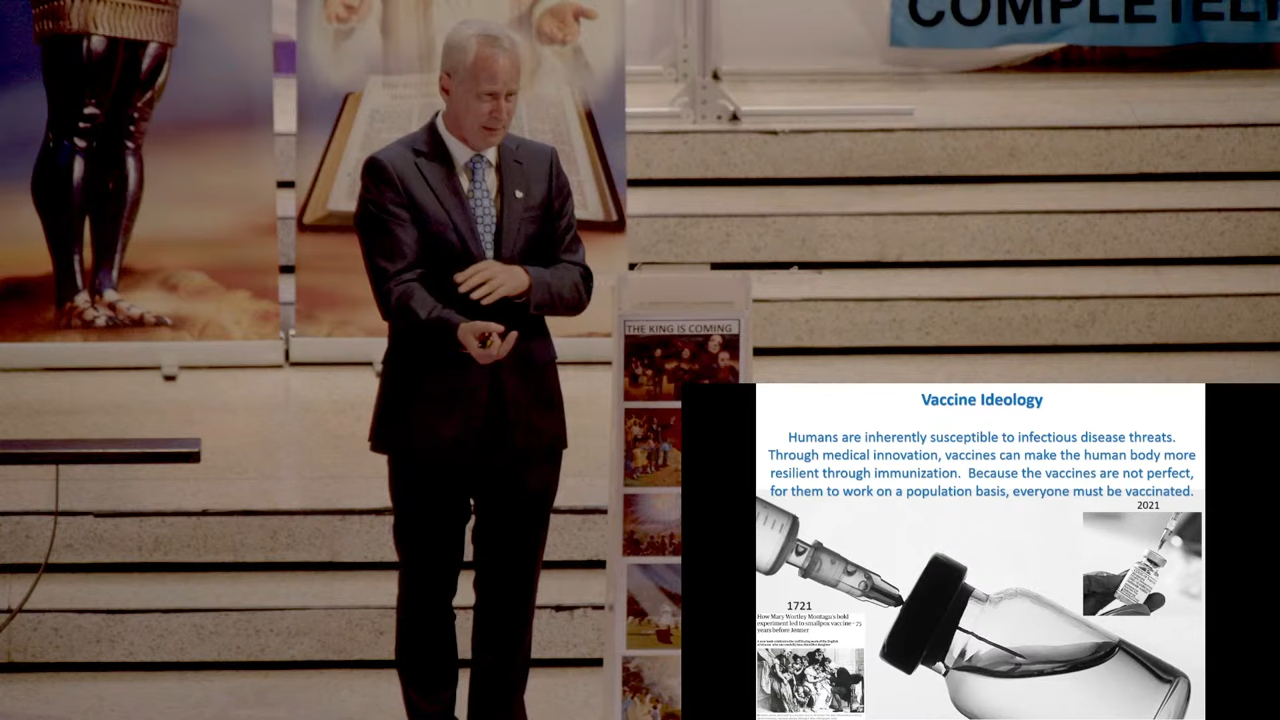 COMPLETEL
THE KING IS COMING
Vaccine Ideology
Humans are inherently susceptible to infectious disease threats.
Through medical innovation, vaccines can make the human body more
resilient through immunization. Because the vaccines are not perfect,
for them to work on a population basis, everyone must be vaccinated.
2021
1721
How Mary Wortley Montagu's bold
experiment led to smallpox vaccine – 75
years before Jenner